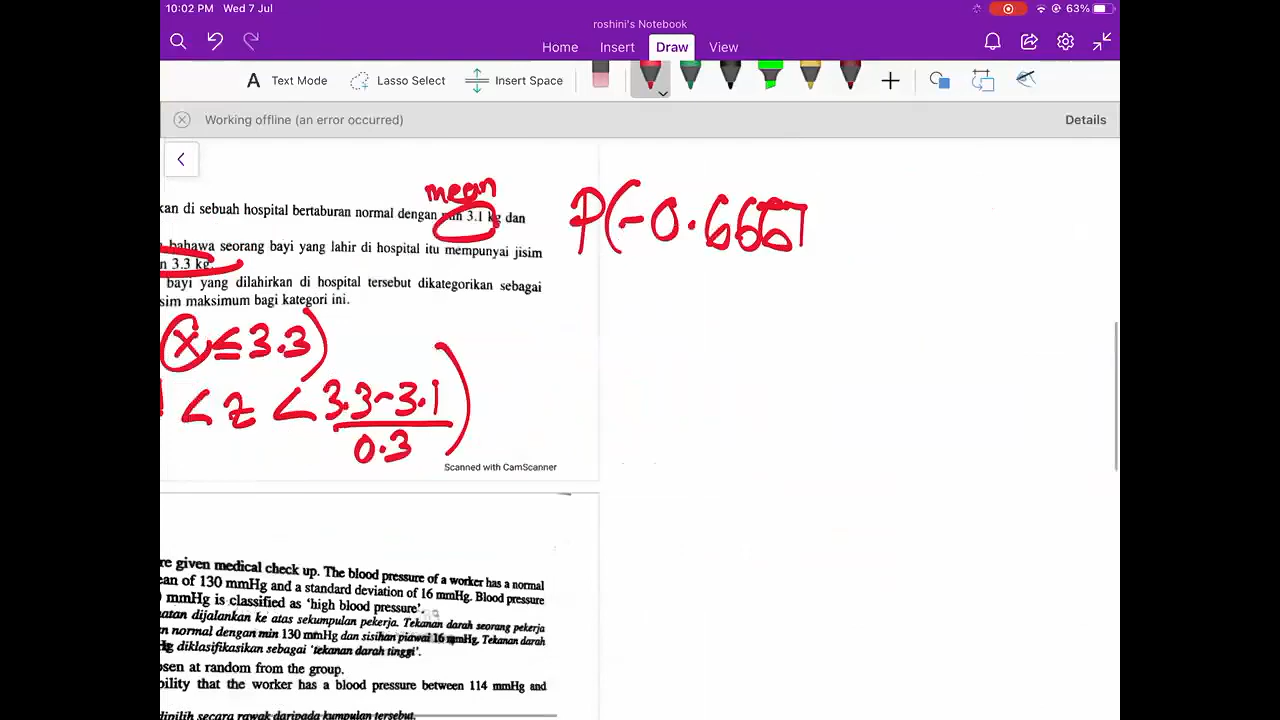 10:02 PM Wed 7 Jul
63%
roshini's Notebook
Home Insert Draw View
Text Mode Lasso Select Insert Space
Working offline (an error occurred) Details
mean
kan di sebuah hospital bertaburan normal dengan 3.1 kg dan
P(-0.6667
bahawa seorang bayi yang lahir di hospital itu mempunyai jisim
n 3.3 kg.
bayi yang dilahirkan di hospital tersebut dikategorikan sebagai
sim maksimum bagi kategori ini.
X ≤ 3.3)
< z < 3.3-3.1)
0.3
Scanned with CamScanner
re given medical check up. The blood pressure of a worker has a normal
ean of 130 mmHg and a standard deviation of 16 mmHg. Blood pressure
mmHg is classified as 'high blood pressure'.
atan dijalankan ke atas sekumpulan pekerja. Tekanan darah seorang pekerja
n normal dengan min 130 mmHg dan sisihan piawai 16 mmHg. Tekanan darah
g diklasifikasikan sebagai 'tekanan darah tinggi'.
osen at random from the group.
bility that the worker has a blood pressure between 114 mmHg and
dipilih secara rawak daripada kumpulan tersebut.